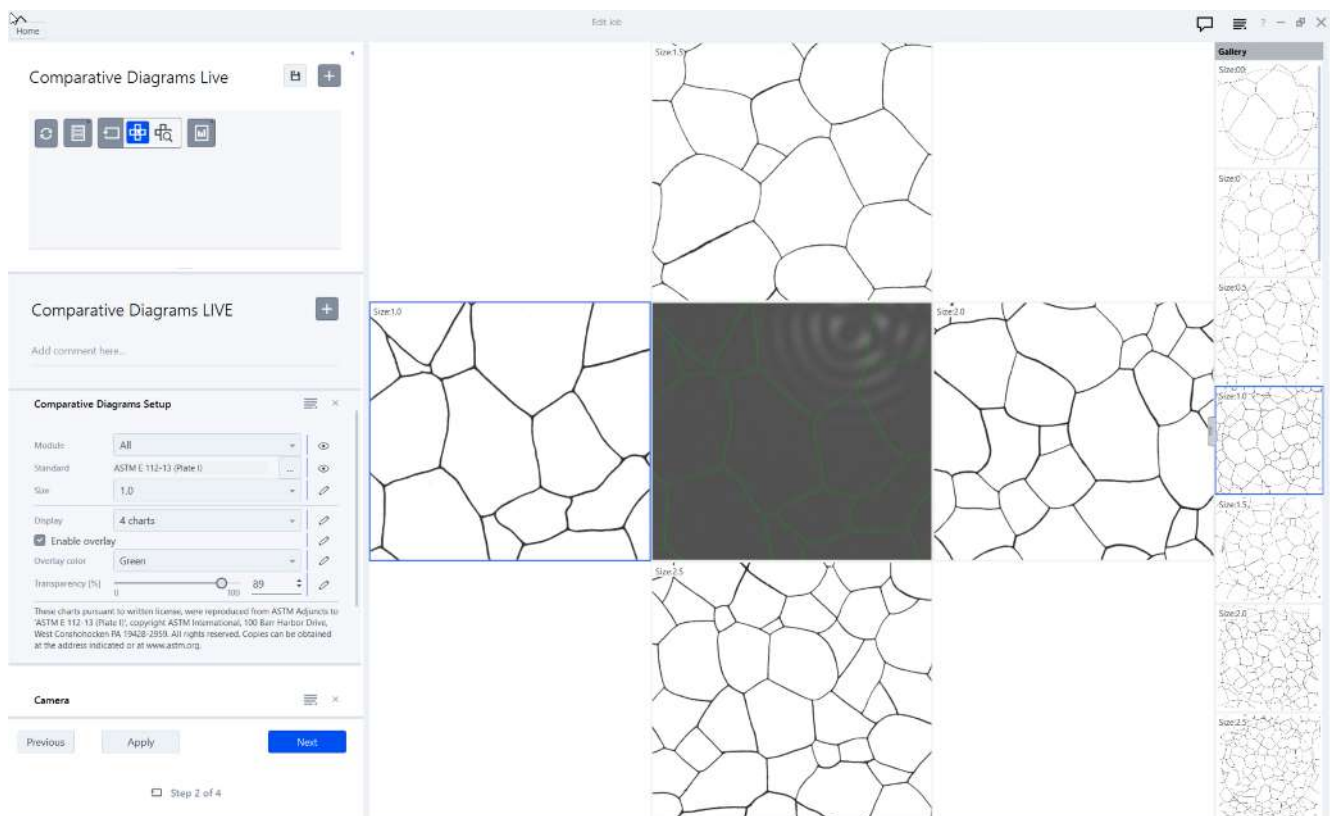 Home
Edit Job
?
Comparative Diagrams Live
Comparative Diagrams LIVE
Add comment here...
Comparative Diagrams Setup
Module All
Standard ASTM E 112-13 (Plate I) ...
Size 1.0
Display 4 charts
Enable overlay
Overlay color Green
Transparency [%] 89
0 100
These charts pursuant to written license, were reproduced from ASTM Adjuncts to
'ASTM E 112-13 (Plate I)', copyright ASTM International, 100 Barr Harbor Drive,
West Conshohocken PA 19428-2959. All rights reserved. Copies can be obtained
at the address indicated or at www.astm.org.
Camera
Previous Apply Next
Step 2 of 4
Size:1.5
Size:1.0
Size:2.0
Size:2.5
Gallery
Size:00
Size:0
Size:0.5
Size:1.0
Size:1.5
Size:2.0
Size:2.5